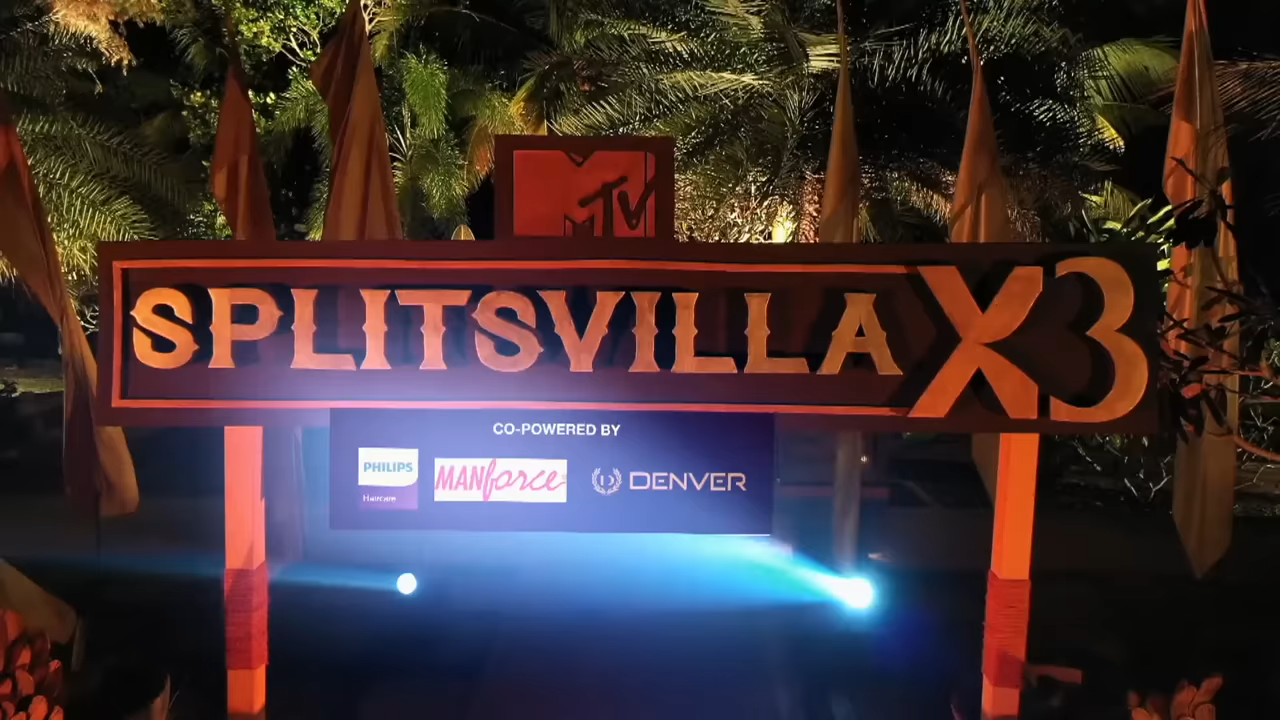 MTV
SPLITSVILLA X3
CO-POWERED BY
PHILIPS
Haircare
MANforce
D DENVER